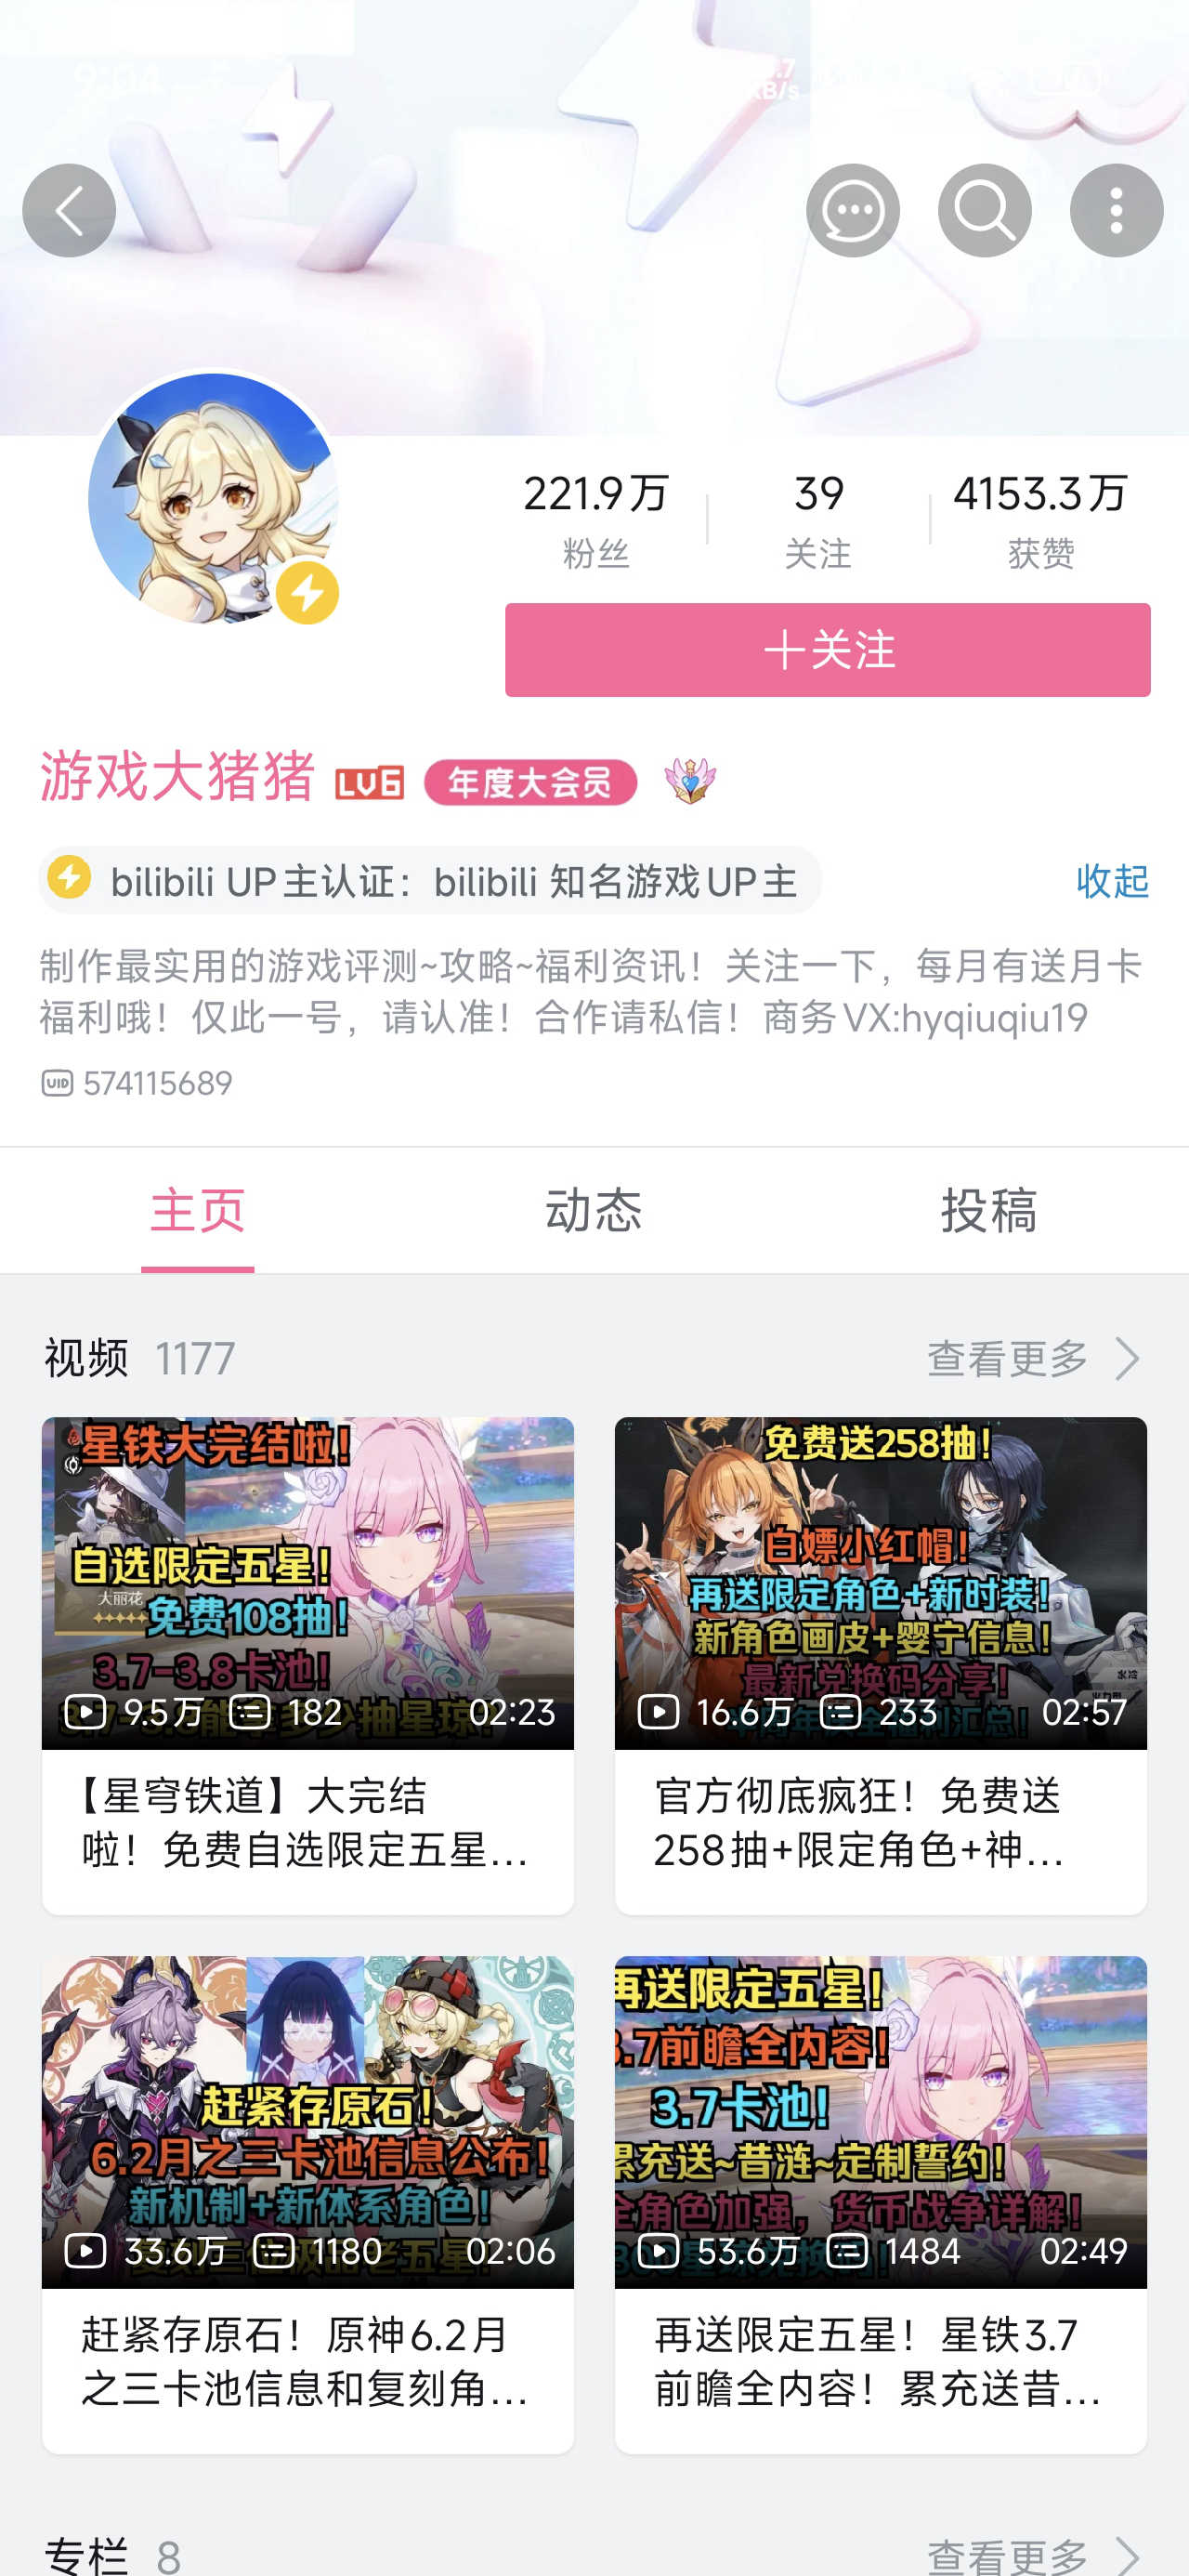 9:04
.7
KB/s
221.9万
粉丝
39
关注
4153.3万
获赞
+关注
游戏大猪猪 LV6 年度大会员
bilibili UP主认证：bilibili 知名游戏UP主
收起
制作最实用的游戏评测~攻略~福利资讯！关注一下，每月有送月卡
福利哦！仅此一号，请认准！合作请私信！商务VX:hyqiuqiu19
UID 574115689
主页
动态
投稿
视频 1177
查看更多
星铁大完结啦！
自选限定五星！
大丽花
免费108抽！
3.7-3.8卡池！
9.5万 182 02:23
【星穹铁道】大完结
啦！免费自选限定五星...
免费送258抽！
白嫖小红帽！
再送限定角色+新时装！
新角色画皮+婴宁信息！
最新兑换码分享！
水冷
16.6万 233 02:57
官方彻底疯狂！免费送
258抽+限定角色+神...
赶紧存原石！
6.2月之三卡池信息公布！
新机制+新体系角色！
33.6万 1180 02:06
赶紧存原石！原神6.2月
之三卡池信息和复刻角...
再送限定五星！
3.7前瞻全内容！
3.7卡池！
累充送~昔涟~定制誓约！
全角色加强，货币战争详解！
53.6万 1484 02:49
再送限定五星！星铁3.7
前瞻全内容！累充送昔...
专栏 8
查看更多